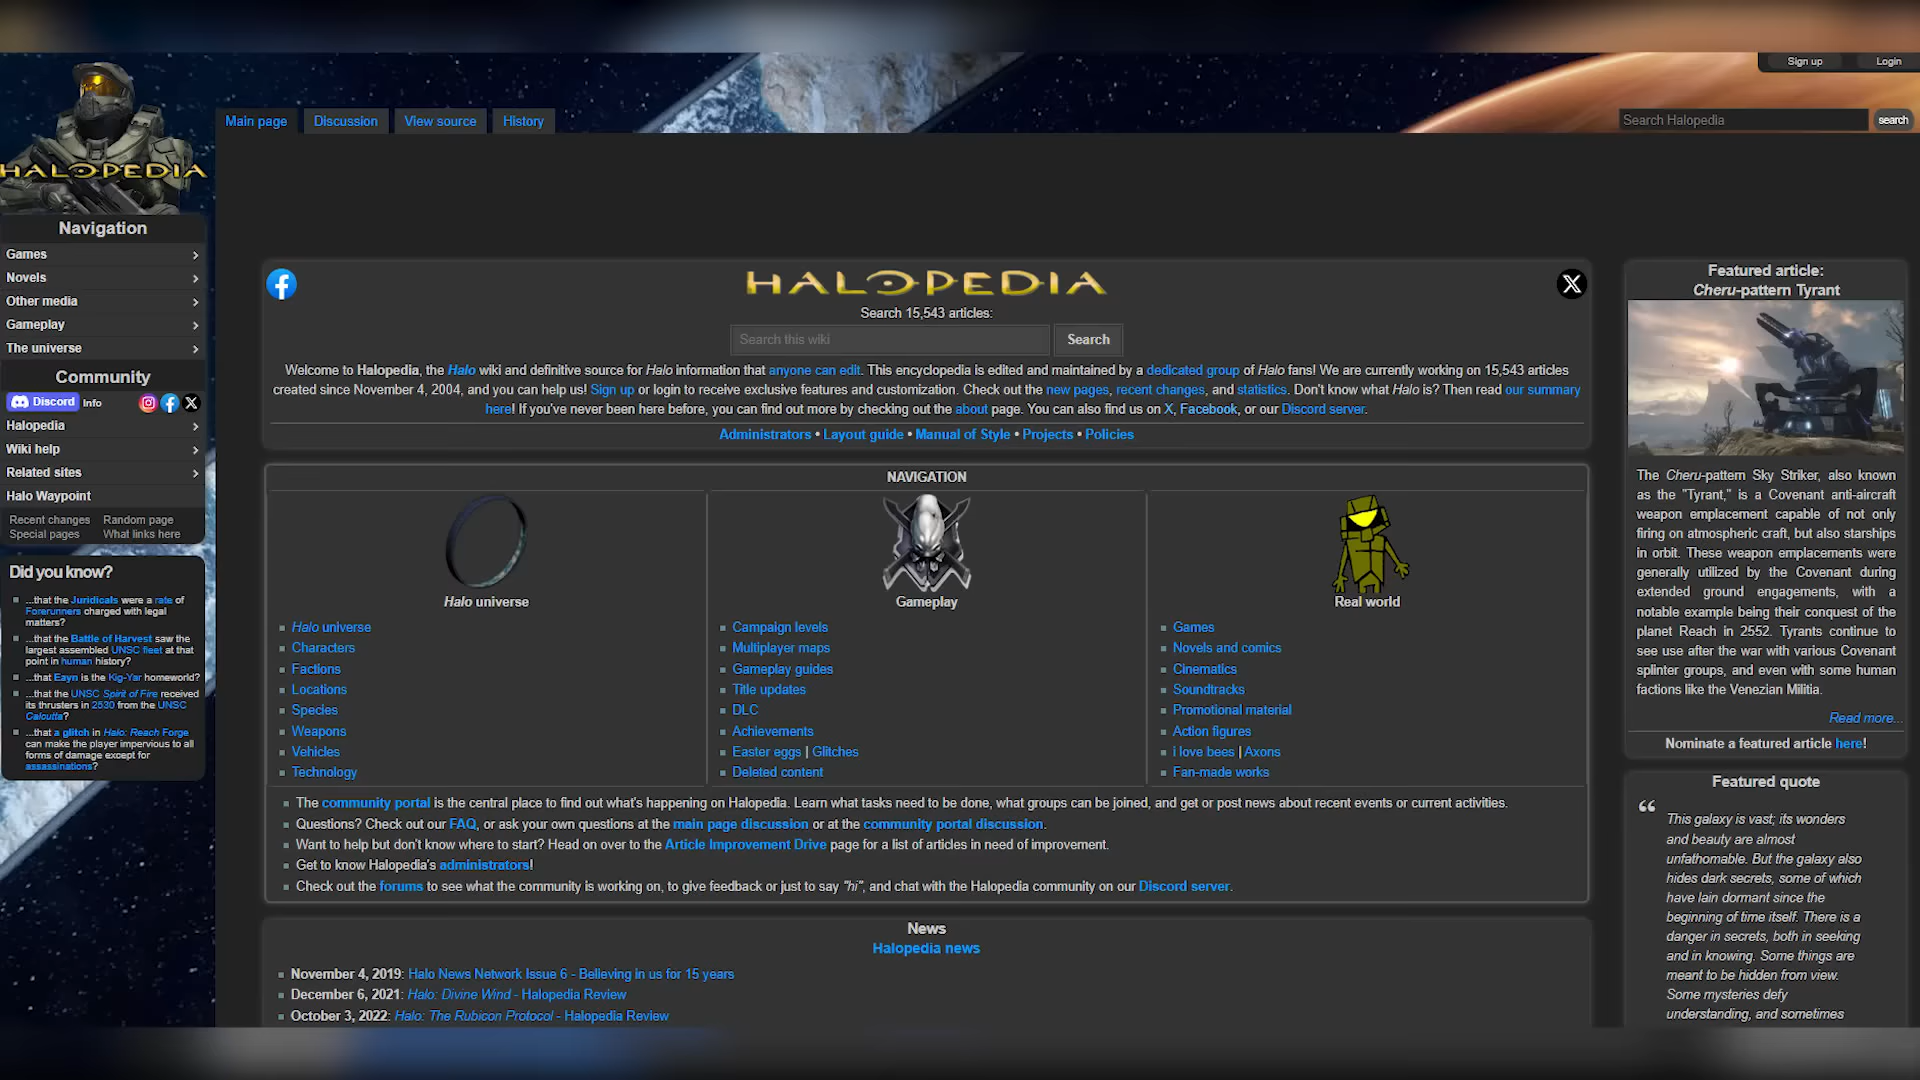 Sign up
Login
Main page
Discussion
View source
History
Search Halopedia
search
HALOPEDIA
Navigation
Games
Novels
Other media
Gameplay
The universe
Community
Discord Info
Halopedia
Wiki help
Related sites
Halo Waypoint
Recent changes Random page
Special pages What links here
Did you know?
...that the Juridicals were a rate of
Forerunners charged with legal
matters?
...that the Battle of Harvest saw the
largest assembled UNSC fleet at that
point in human history?
...that Eayn is the Kig-Yar homeworld?
...that the UNSC Spirit of Fire received
its thrusters in 2530 from the UNSC
Calcutta?
...that a glitch in Halo: Reach Forge
can make the player impervious to all
forms of damage except for
assassinations?
HALOPEDIA
Search 15,543 articles:
Search this wiki
Search
Welcome to Halopedia, the Halo wiki and definitive source for Halo information that anyone can edit. This encyclopedia is edited and maintained by a dedicated group of Halo fans! We are currently working on 15,543 articles
created since November 4, 2004, and you can help us! Sign up or login to receive exclusive features and customization. Check out the new pages, recent changes, and statistics. Don't know what Halo is? Then read our summary
here! If you've never been here before, you can find out more by checking out the about page. You can also find us on X, Facebook, or our Discord server.
Administrators • Layout guide • Manual of Style • Projects • Policies
NAVIGATION
Halo universe
Halo universe
Characters
Factions
Locations
Species
Weapons
Vehicles
Technology
Gameplay
Campaign levels
Multiplayer maps
Gameplay guides
Title updates
DLC
Achievements
Easter eggs | Glitches
Deleted content
Real world
Games
Novels and comics
Cinematics
Soundtracks
Promotional material
Action figures
i love bees | Axons
Fan-made works
The community portal is the central place to find out what's happening on Halopedia. Learn what tasks need to be done, what groups can be joined, and get or post news about recent events or current activities.
Questions? Check out our FAQ, or ask your own questions at the main page discussion or at the community portal discussion.
Want to help but don't know where to start? Head on over to the Article Improvement Drive page for a list of articles in need of improvement.
Get to know Halopedia's administrators!
Check out the forums to see what the community is working on, to give feedback or just to say "hi", and chat with the Halopedia community on our Discord server.
News
Halopedia news
November 4, 2019: Halo News Network Issue 6 - Believing in us for 15 years
December 6, 2021: Halo: Divine Wind - Halopedia Review
October 3, 2022: Halo: The Rubicon Protocol - Halopedia Review
Featured article:
Cheru-pattern Tyrant
The Cheru-pattern Sky Striker, also known
as the "Tyrant," is a Covenant anti-aircraft
weapon emplacement capable of not only
firing on atmospheric craft, but also starships
in orbit. These weapon emplacements were
generally utilized by the Covenant during
extended ground engagements, with a
notable example being their conquest of the
planet Reach in 2552. Tyrants continue to
see use after the war with various Covenant
splinter groups, and even with some human
factions like the Venezian Militia.
Read more...
Nominate a featured article here!
Featured quote
“
This galaxy is vast; its wonders
and beauty are almost
unfathomable. But the galaxy also
hides dark secrets, some of which
have lain dormant since the
beginning of time itself. There is a
danger in secrets, both in seeking
and in knowing. Some things are
meant to be hidden from view.
Some mysteries defy
understanding, and sometimes